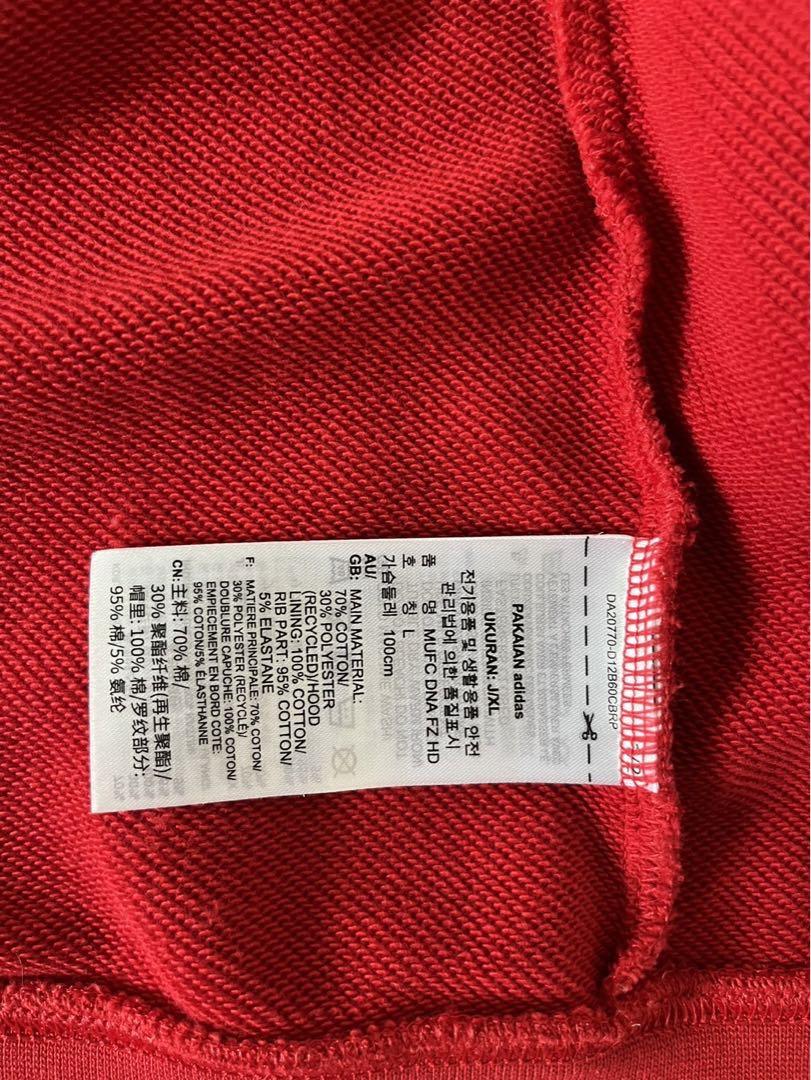 DA20770-D12B60CBRP
PAKAIAN adidas
UKURAN: J/XL
전기용품 및 생활용품 안전
관리법에 의한 품질표시
품 명 MUFC DNA FZ HD
호 칭 L
가슴둘레 100cm
AU/
GB: MAIN MATERIAL:
70% COTTON/
30% POLYESTER
(RECYCLED)/HOOD
LINING: 100% COTTON/
RIB PART: 95% COTTON/
5% ELASTANE
F: MATIERE PRINCIPALE: 70% COTON/
30% POLYESTER (RECYCLÉ)/
DOUBLURE CAPUCHE: 100% COTON/
EMPIECEMENT EN BORD COTE:
95% COTON/5% ÉLASTHANNE
CN: 主料: 70% 棉/
30% 聚酯纤维(再生聚酯)/
帽里: 100% 棉/罗纹部分:
95% 棉/5% 氨纶